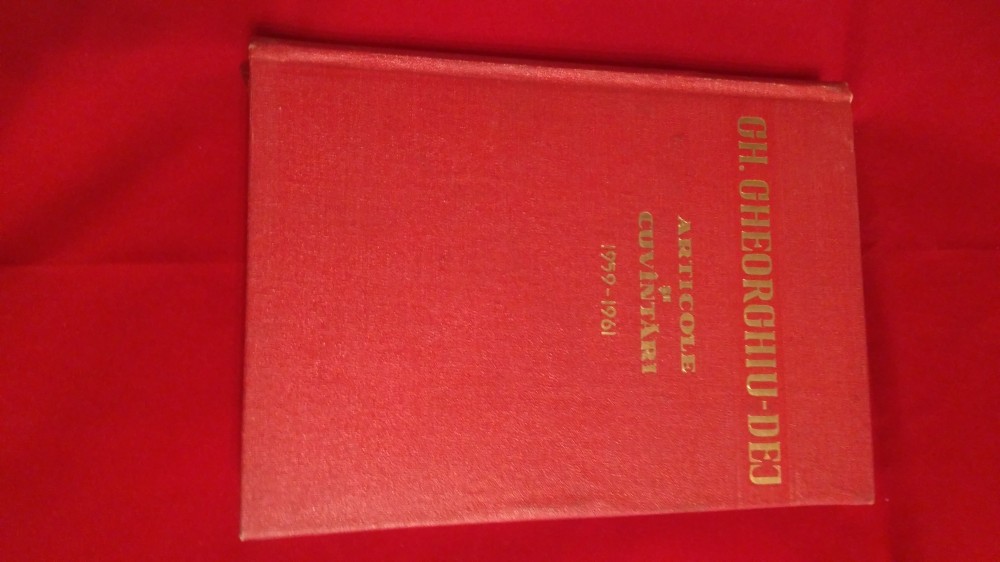 GH. GHEORGHIU-DEJ
ARTICOLE
ȘI
CUVÎNTĂRI
1959-1961